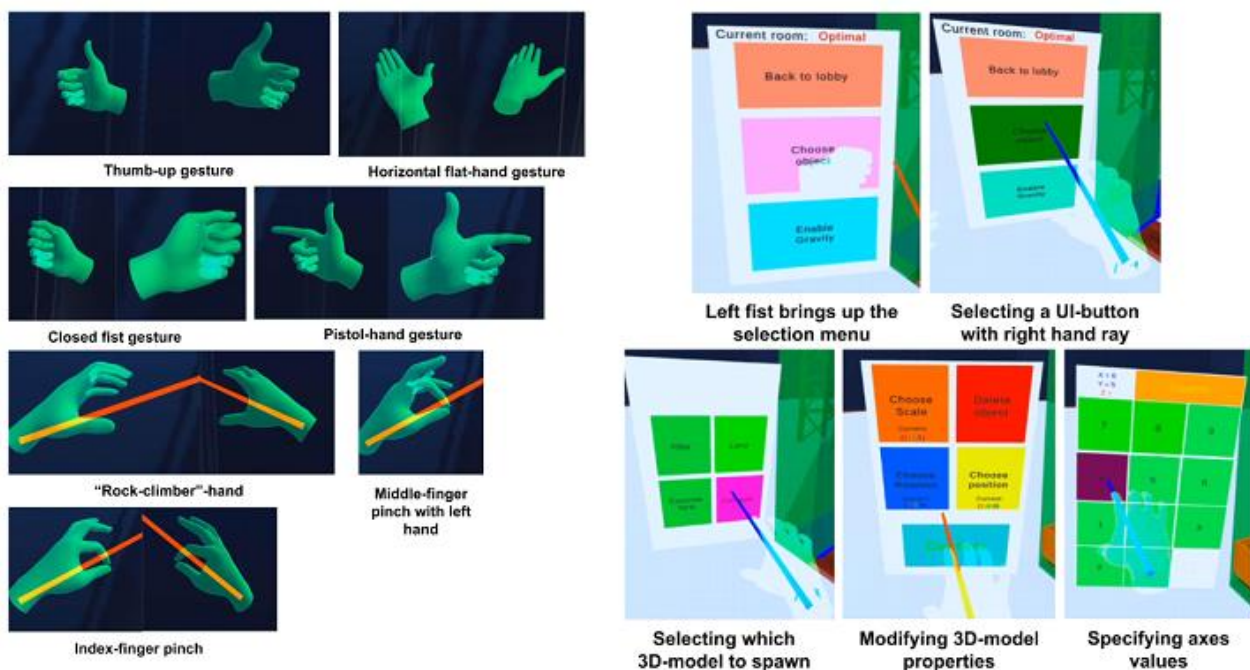 Thumb-up gesture
Horizontal flat-hand gesture
Closed fist gesture
Pistol-hand gesture
“Rock-climber”-hand
Middle-finger
pinch with left
hand
Index-finger pinch
Current room: Optimal
Back to lobby
Choose
object
Enable
Gravity
Left fist brings up the
selection menu
Current room: Optimal
Back to lobby
Choose
object
Enable
Gravity
Selecting a UI-button
with right hand ray
Selecting which
3D-model to spawn
Choose
Scale
Delete
object
Choose
Choose
position
Modifying 3D-model
properties
Specifying axes
values